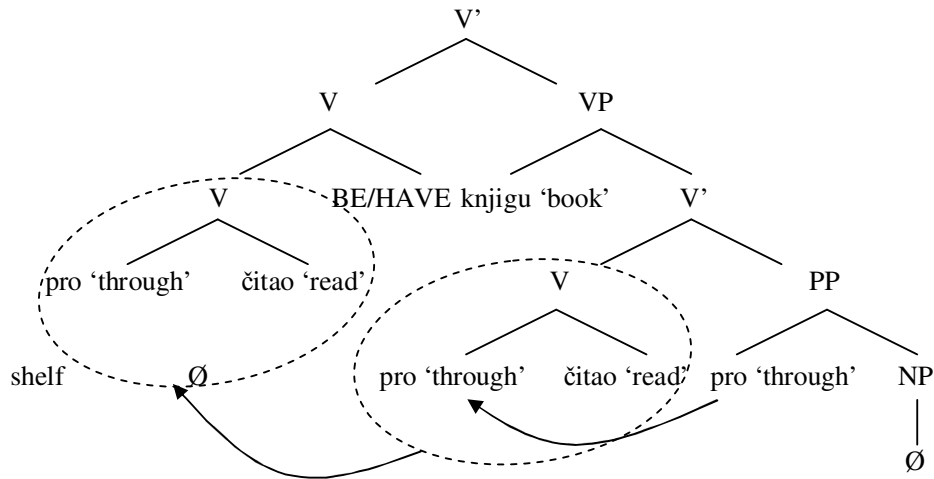 V’
V VP
V BE/HAVE knjigu ‘book’ V’
pro ‘through’ čitao ‘read’ V PP
shelf Ø pro ‘through’ čitao ‘read’ pro ‘through’ NP
Ø